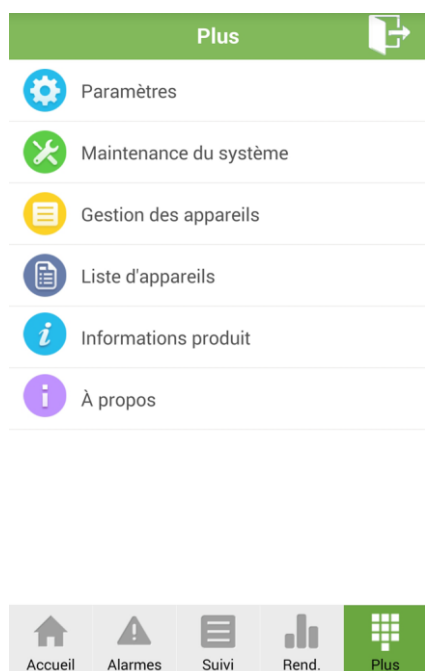 Plus
Paramètres
Maintenance du système
Gestion des appareils
Liste d'appareils
Informations produit
À propos
Accueil Alarmes Suivi Rend. Plus